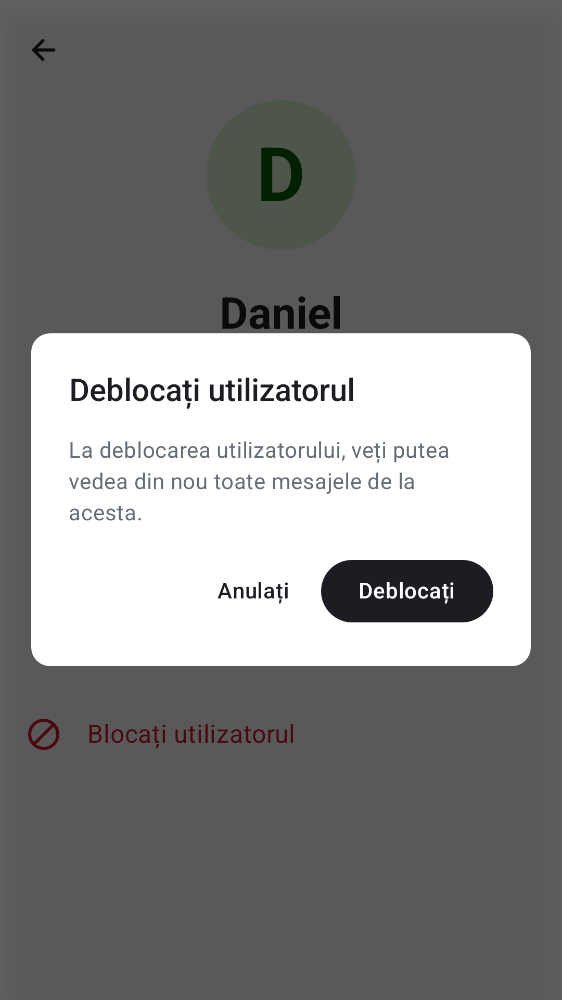 D
Daniel
Deblocați utilizatorul
La deblocarea utilizatorului, veți putea
vedea din nou toate mesajele de la
acesta.
Anulați
Deblocați
Blocați utilizatorul